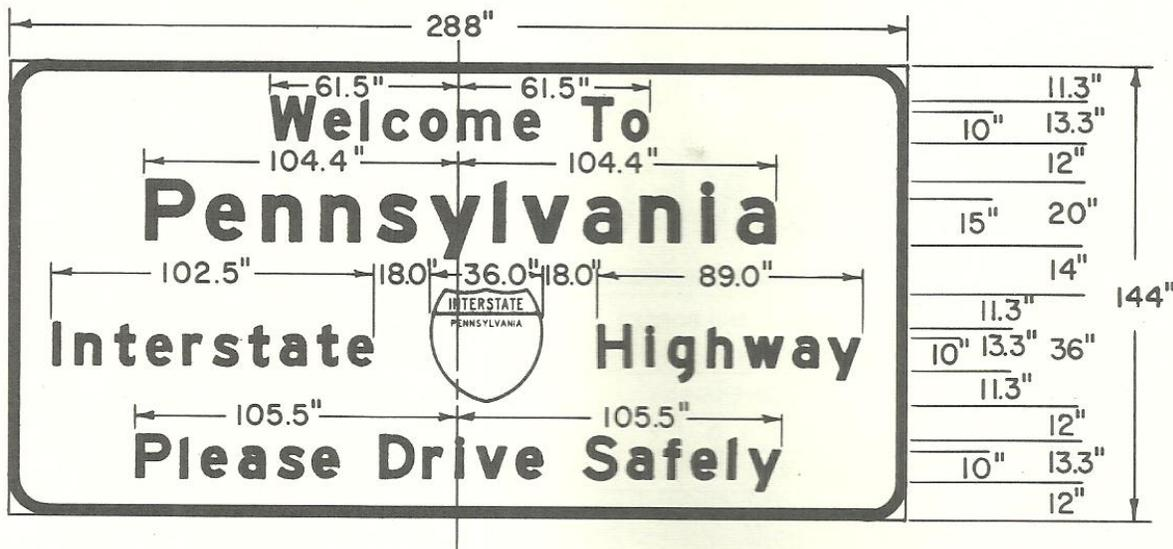 288"
61.5" 61.5"
Welcome To
104.4" 104.4"
Pennsylvania
102.5" 18.0" 36.0" 18.0" 89.0"
INTERSTATE
PENNSYLVANIA
Interstate Highway
105.5" 105.5"
Please Drive Safely
11.3"
10" 13.3"
12"
15" 20"
14"
11.3"
10" 13.3" 36"
11.3"
12"
10" 13.3"
12"
144"